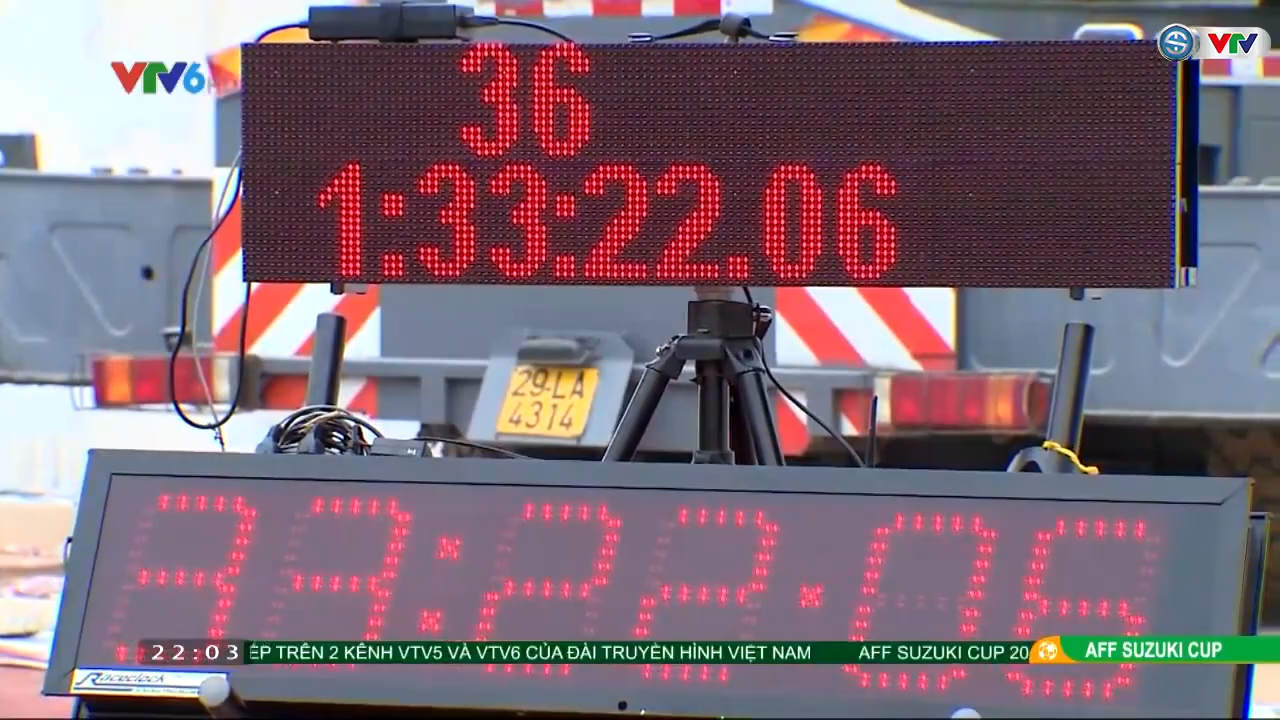 VTV6
VTV
36
1:33:22.06
29-LA
4314
33:22.06
Raceclock
22:03
ÉP TRÊN 2 KÊNH VTV5 VÀ VTV6 CỦA ĐÀI TRUYỀN HÌNH VIỆT NAM AFF SUZUKI CUP 20
AFF SUZUKI CUP